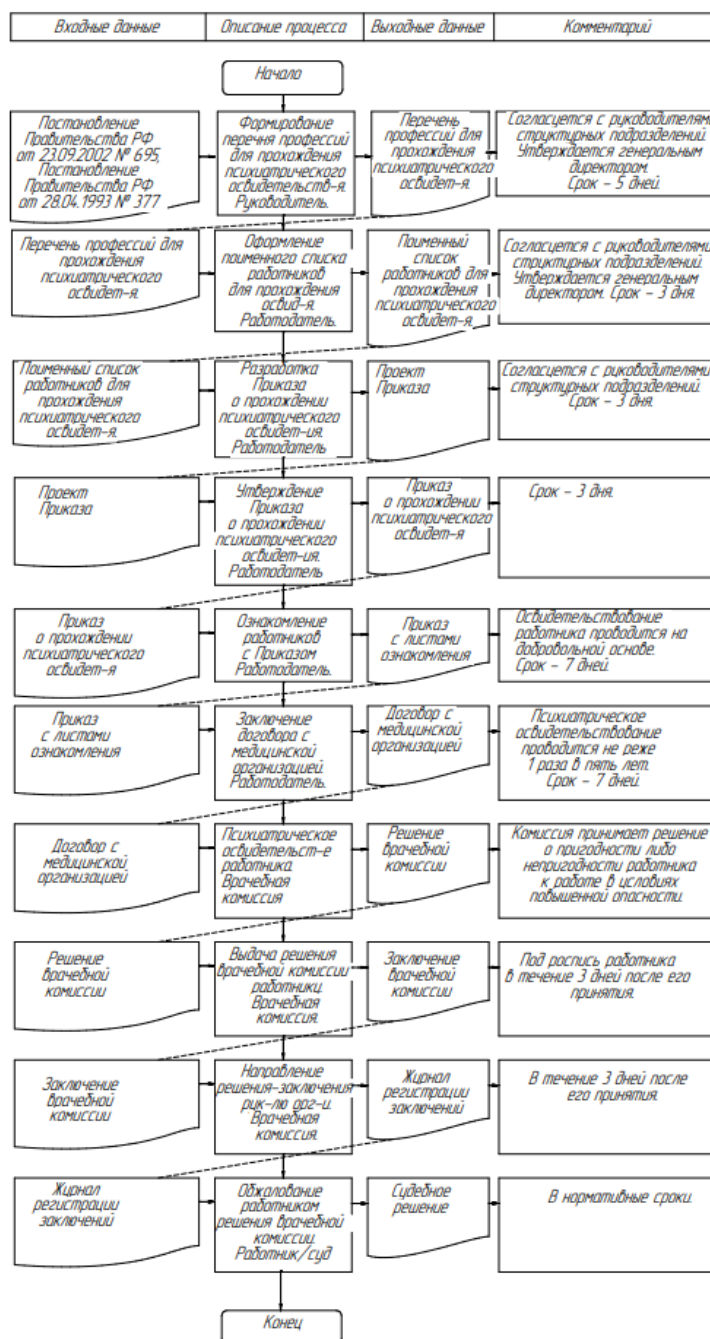 Входные данные
Описание процесса
Выходные данные
Комментарий
Начало
Постановление
Правительства РФ
от 23.09.2002 № 695,
Постановление
Правительства РФ
от 28.04.1993 № 377
Формирование
перечня профессий
для прохождения
психиатрического
освидетельств-я.
Руководитель.
Перечень
профессий для
прохождения
психиатрического
освидет-я.
Согласуется с руководителями
структурных подразделений.
Утверждается генеральным
директором.
Срок – 5 дней.
Перечень профессий для
прохождения
психиатрического
освидет-я.
Оформление
поименного списка
работников
для прохождения
освид-я.
Работодатель.
Поименный
список
работников для
прохождения
психиатрического
освидет-я.
Согласуется с руководителями
структурных подразделений.
Утверждается генеральным
директором. Срок – 3 дня.
Поименный список
работников для
прохождения
психиатрического
освидет-я.
Разработка
Приказа
о прохождении
психиатрического
освидет-ия.
Работодатель
Проект
Приказа
Согласуется с руководителями
структурных подразделений.
Срок – 3 дня.
Проект
Приказа
Утверждение
Приказа
о прохождении
психиатрического
освидет-ия.
Работодатель
Приказ
о прохождении
психиатрического
освидет-я
Срок – 3 дня.
Приказ
о прохождении
психиатрического
освидет-я
Ознакомление
работников
с Приказом
Работодатель.
Приказ
с листами
ознакомления
Освидетельствование
работника проводится на
добровольной основе.
Срок – 7 дней.
Приказ
с листами
ознакомления
Заключение
договора с
медицинской
организацией.
Работодатель.
Договор с
медицинской
организацией
Психиатрическое
освидетельствование
проводится не реже
1 раза в пять лет.
Срок – 7 дней.
Договор с
медицинской
организацией
Психиатрическое
освидетельст-е
работника.
Врачебная
комиссия
Решение
врачебной
комиссии
Комиссия принимает решение
о пригодности либо
непригодности работника
к работе в условиях
повышенной опасности.
Решение
врачебной
комиссии
Выдача решения
врачебной комиссии
работнику.
Врачебная
комиссия.
Заключение
врачебной
комиссии
Под роспись работника
в течение 3 дней после его
принятия.
Заключение
врачебной
комиссии
Направление
решения-заключения
рук-лю орг-и.
Врачебная
комиссия.
Журнал
регистрации
заключений
В течение 3 дней после
его принятия.
Журнал
регистрации
заключений
Обжалование
работником
решения врачебной
комиссии.
Работник/суд
Судебное
решение
В нормативные сроки.
Конец